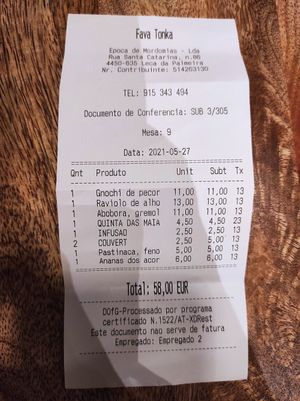 Fava Tonka
Epoca de Mordomias - Lda
Rua Santa Catarina, n.86
4450-635 Leca da Palmeira
Nr. Contribuinte: 514263130
TEL: 915 343 494
Documento de Conferencia: SUB 3/305
Mesa: 9
Data: 2021-05-27
Qnt Produto Unit Subt Tx
1 Gnochi de pecor 11,00 11,00 13
1 Raviolo de alho 13,00 13,00 13
1 Abobora, gremol 11,00 11,00 13
1 QUINTA DAS MAIA 4,50 4,50 23
1 INFUSAO 2,50 2,50 13
2 COUVERT 2,50 5,00 13
1 Pastinaca, feno 5,00 5,00 13
1 Ananas dos acor 6,00 6,00 13
Total: 58,00 EUR
DOfG-Processado por programa
certificado N.1522/AT-XDRest
Este documento nao serve de fatura
Empregado: Empregado 2